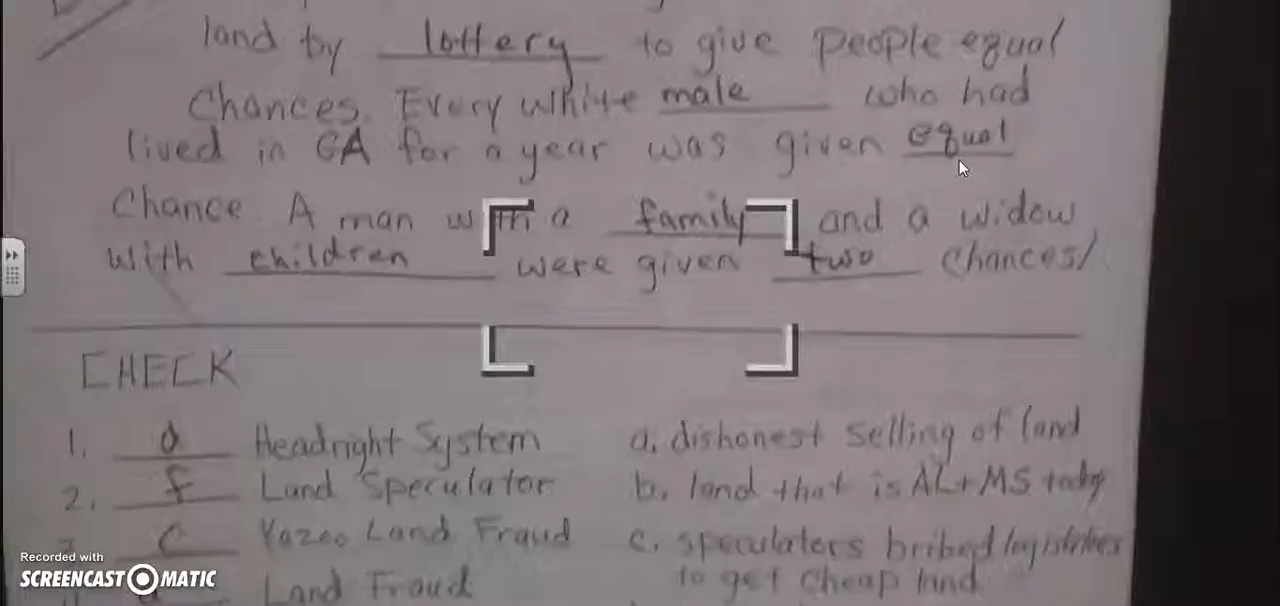 land by lottery to give people equal
Chances. Every white male who had
lived in GA for a year was given equal
Chance. A man with a family and a widow
with children were given two chances/
CHECK
1. d Headright System
a. dishonest selling of land
2. f Land Speculator
b. land that is AL+MS today
c Yazoo Land Fraud
c. speculators bribed legislatures
to get cheap land
Land Fraud
Recorded with
SCREENCAST-O-MATIC